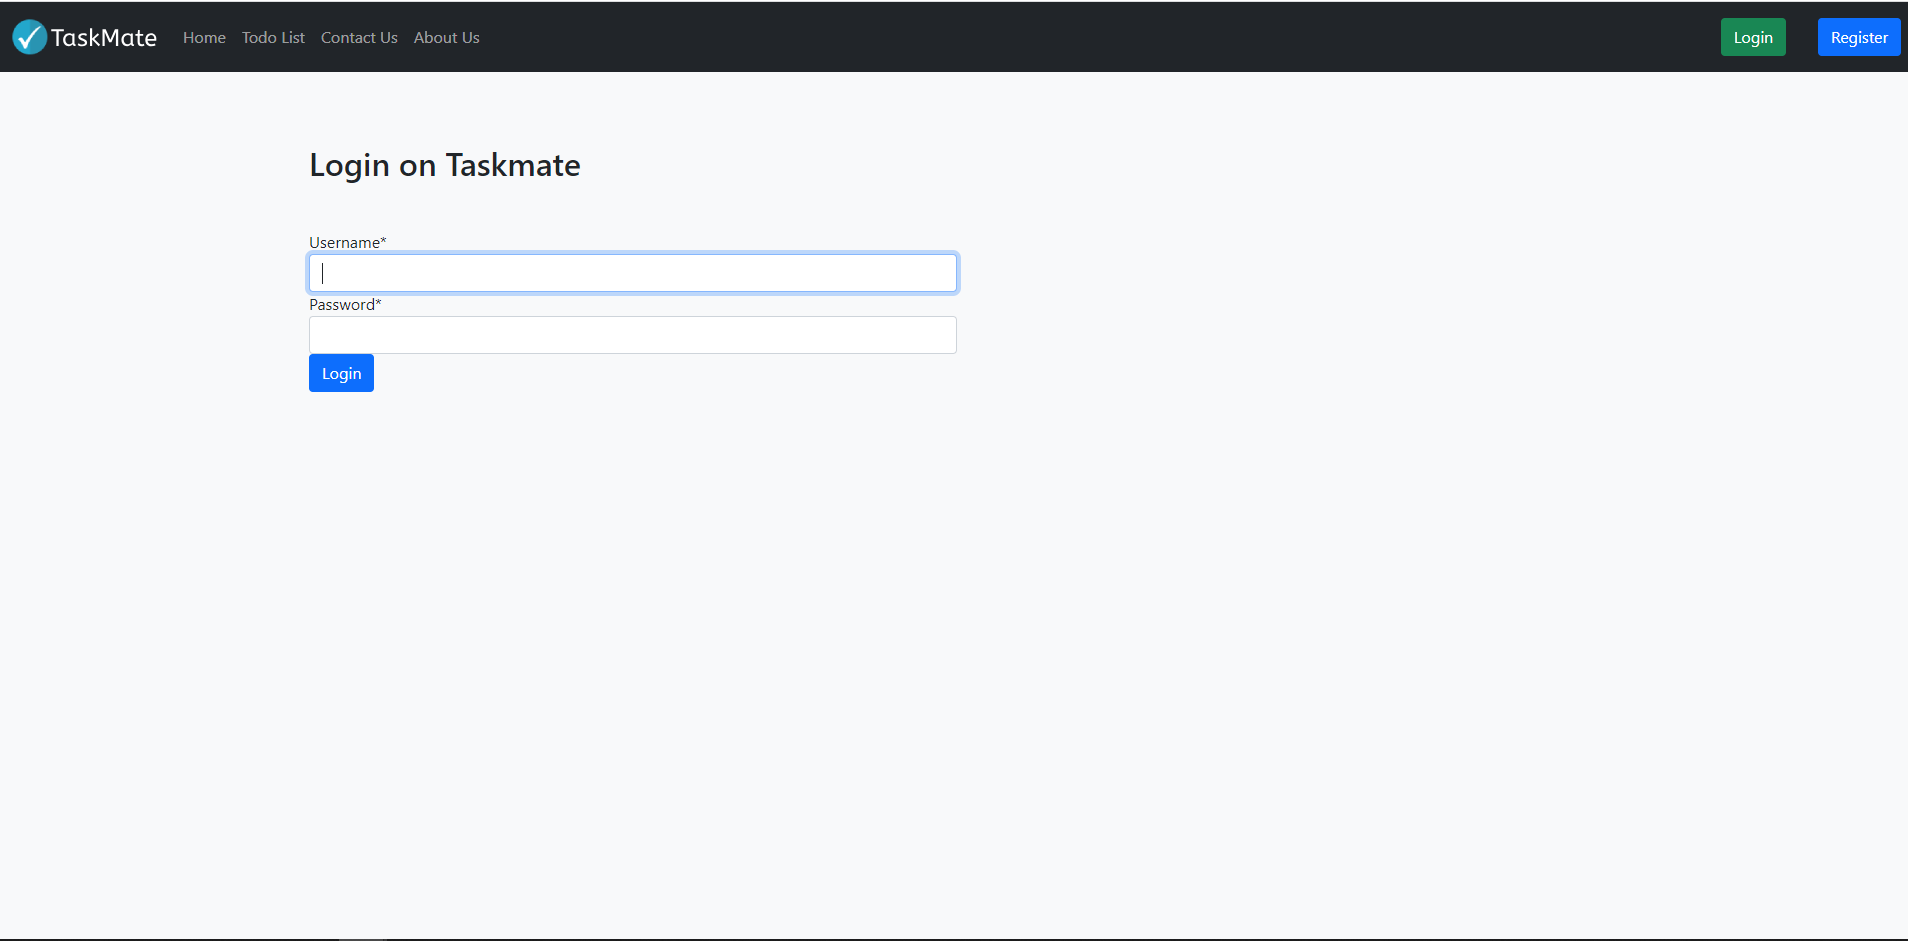 TaskMate Home Todo List Contact Us About Us Login Register
Login on Taskmate
Username*
Password*
Login